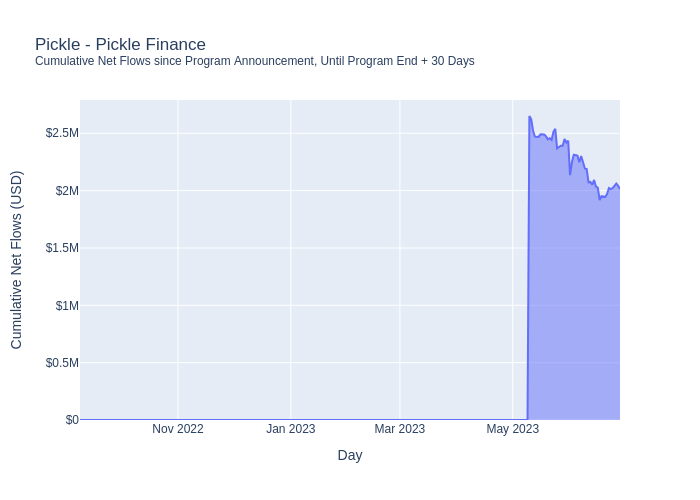 Pickle - Pickle Finance
Cumulative Net Flows since Program Announcement, Until Program End + 30 Days
Cumulative Net Flows (USD)
$2.5M
$2M
$1.5M
$1M
$0.5M
$0
Nov 2022
Jan 2023
Mar 2023
May 2023
Day